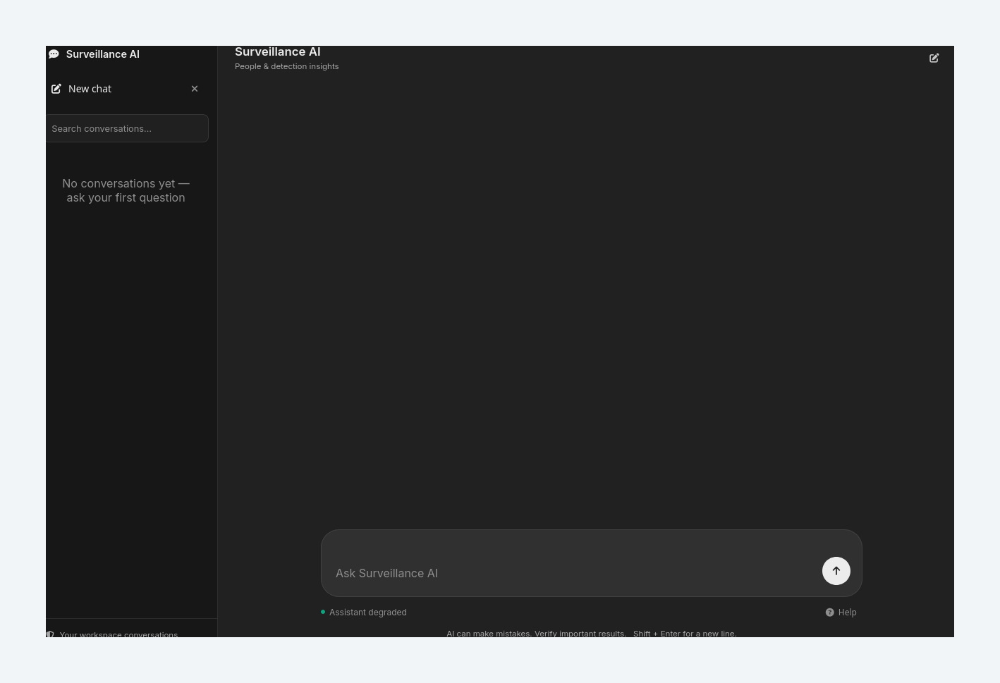 Surveillance AI
New chat
Search conversations...
No conversations yet —
ask your first question
Your workspace conversations
Surveillance AI
People & detection insights
Ask Surveillance AI
Assistant degraded
Help
AI can make mistakes. Verify important results. Shift + Enter for a new line.